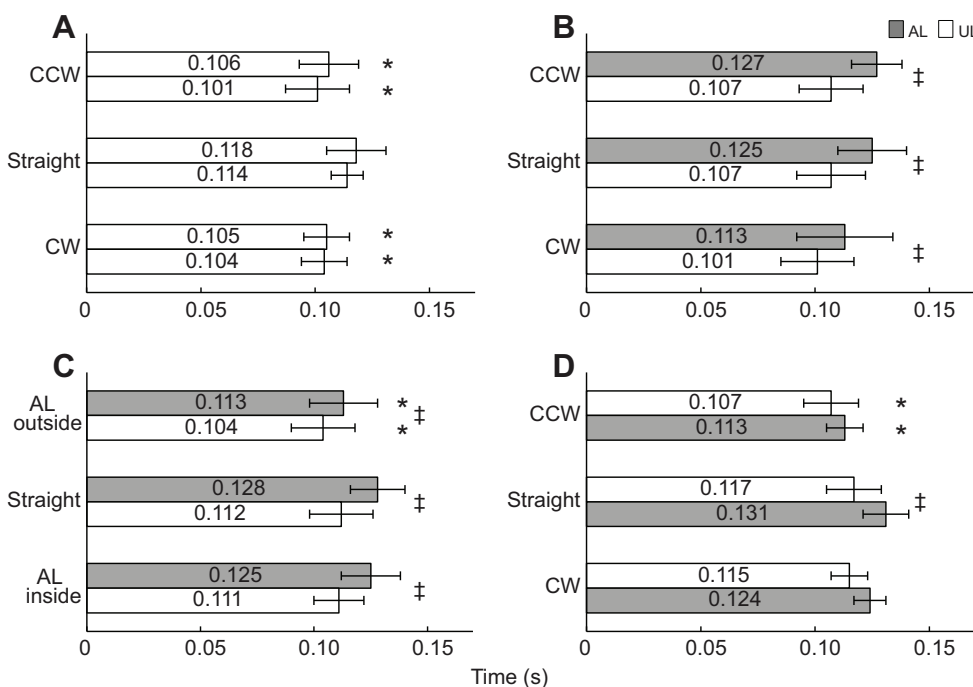 A
CCW
0.106
*
0.101
*
Straight
0.118
0.114
CW
0.105
*
0.104
*
0 0.05 0.10 0.15
B
AL UL
CCW
0.127
0.107
‡
Straight
0.125
0.107
‡
CW
0.113
0.101
‡
0 0.05 0.10 0.15
C
AL
outside
0.113
*
0.104
*
‡
Straight
0.128
0.112
‡
AL
inside
0.125
0.111
‡
0 0.05 0.10 0.15
D
CCW
0.107
*
0.113
*
Straight
0.117
0.131
‡
CW
0.115
0.124
0 0.05 0.10 0.15
Time (s)